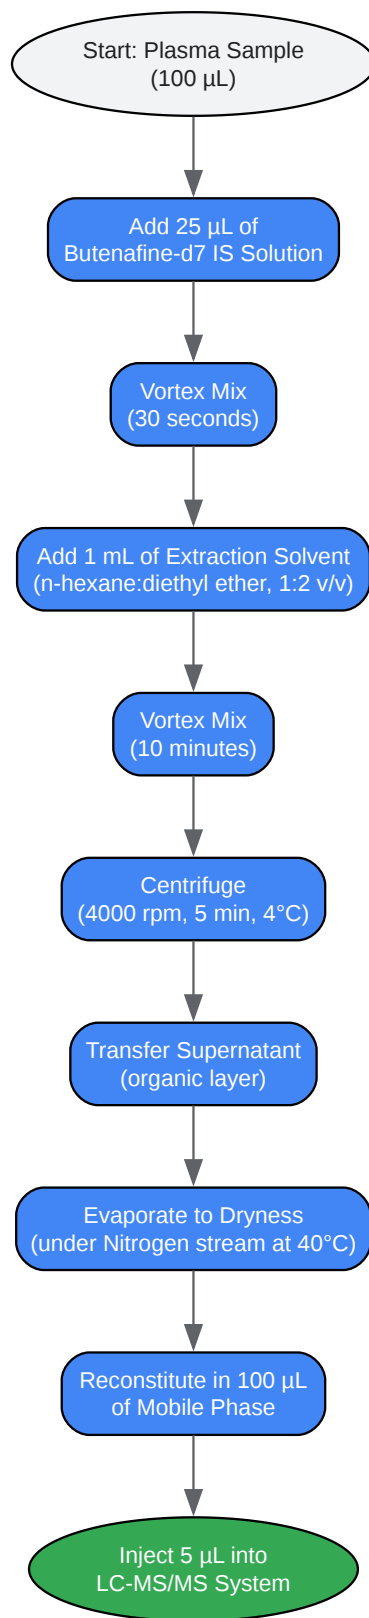 Start: Plasma Sample
(100 µL)
Add 25 µL of
Butenafine-d7 IS Solution
Vortex Mix
(30 seconds)
Add 1 mL of Extraction Solvent
(n-hexane:diethyl ether, 1:2 v/v)
Vortex Mix
(10 minutes)
Centrifuge
(4000 rpm, 5 min, 4°C)
Transfer Supernatant
(organic layer)
Evaporate to Dryness
(under Nitrogen stream at 40°C)
Reconstitute in 100 µL
of Mobile Phase
Inject 5 µL into
LC-MS/MS System